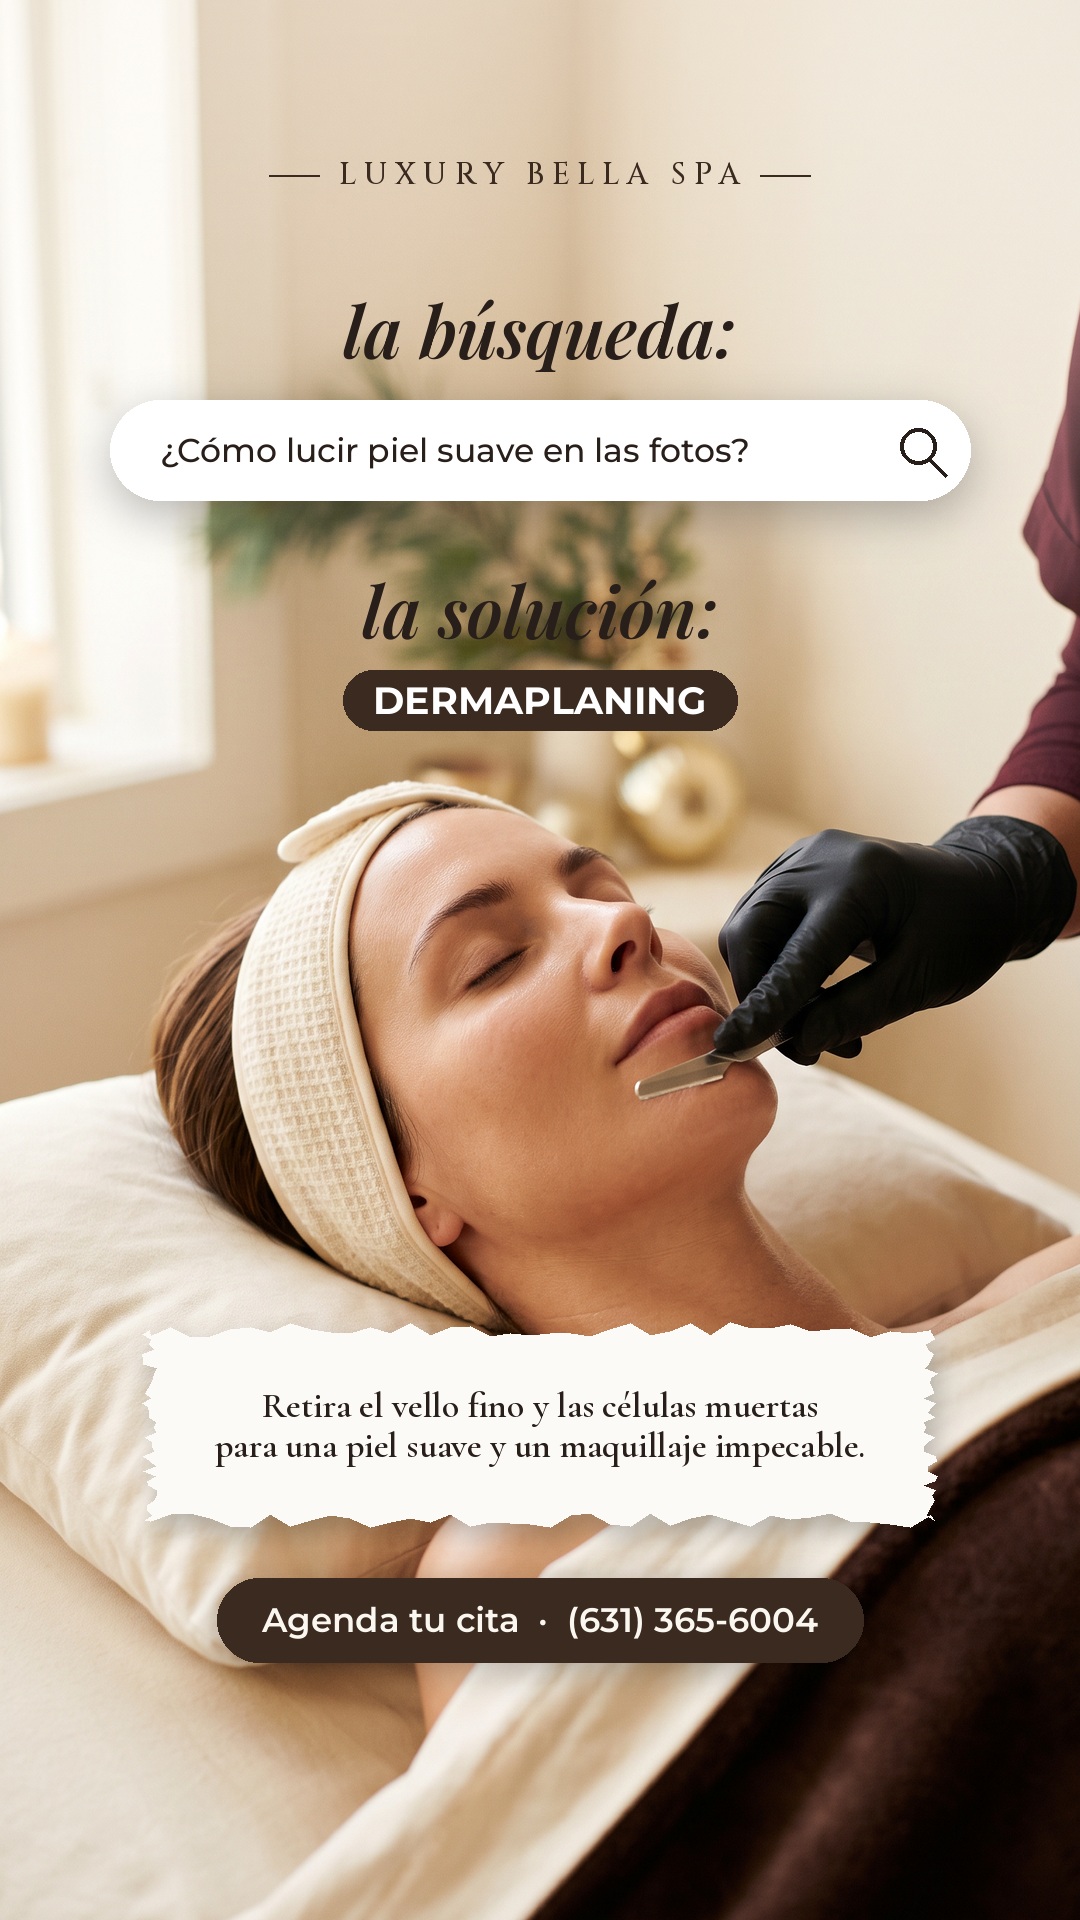 LUXURY BELLA SPA
la búsqueda:
¿Cómo lucir piel suave en las fotos?
la solución:
DERMAPLANING
Retira el vello fino y las células muertas
para una piel suave y un maquillaje impecable.
Agenda tu cita · (631) 365-6004